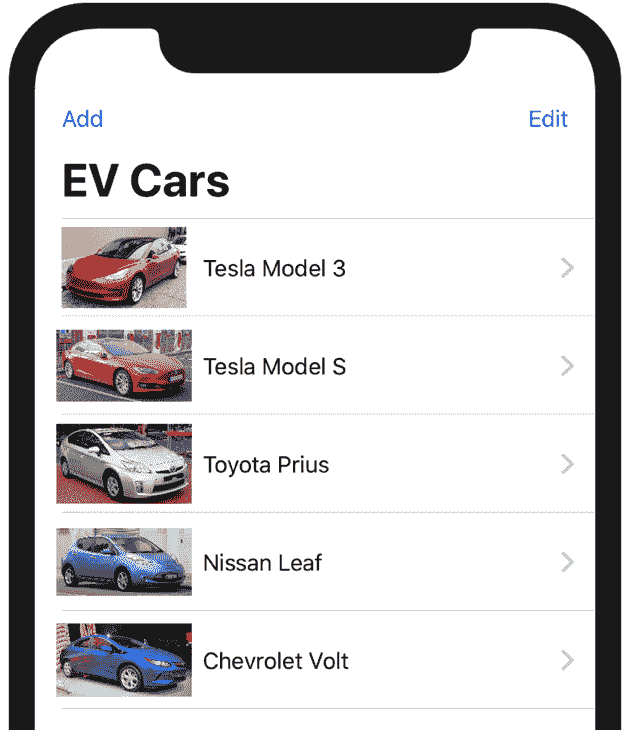 Add
Edit
EV Cars
Tesla Model 3
Tesla Model S
Toyota Prius
Nissan Leaf
Chevrolet Volt